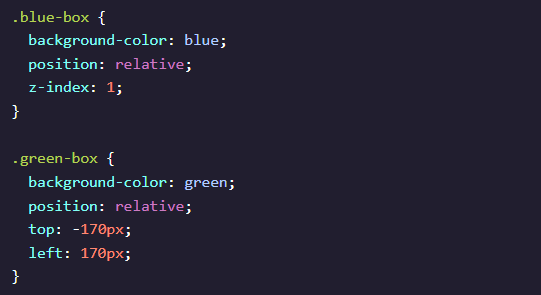 .blue-box {
  background-color: blue;
  position: relative;
  z-index: 1;
}

.green-box {
  background-color: green;
  position: relative;
  top: -170px;
  left: 170px;
}